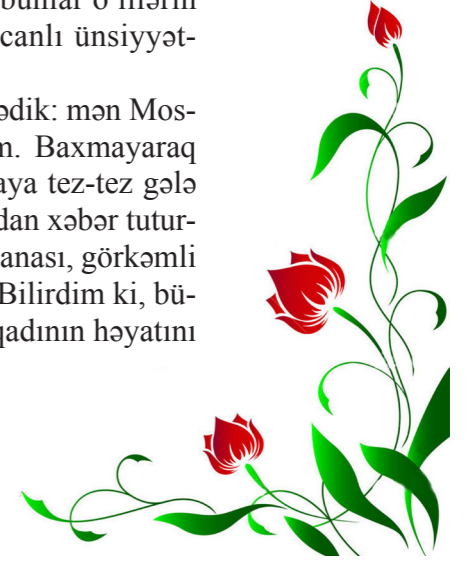 bunlar o illərin
canlı ünsiyyət-
ədik: mən Mos-
m. Baxmayaraq
aya tez-tez gələ
dan xəbər tutur-
anası, görkəmli
Bilirdim ki, bü-
qadının həyatını